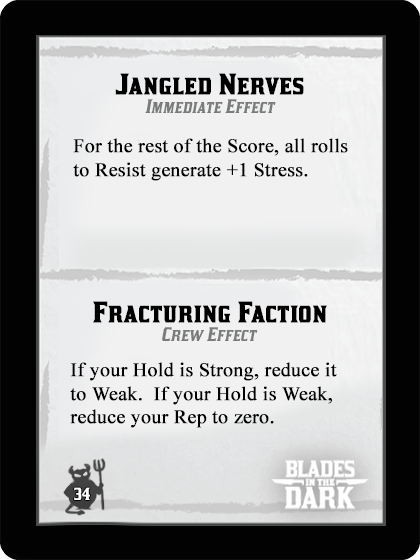 Jangled Nerves
Immediate Effect
For the rest of the Score, all rolls
to Resist generate +1 Stress.
Fracturing Faction
Crew Effect
If your Hold is Strong, reduce it
to Weak.  If your Hold is Weak,
reduce your Rep to zero.
34
BLADES
IN THE
DARK